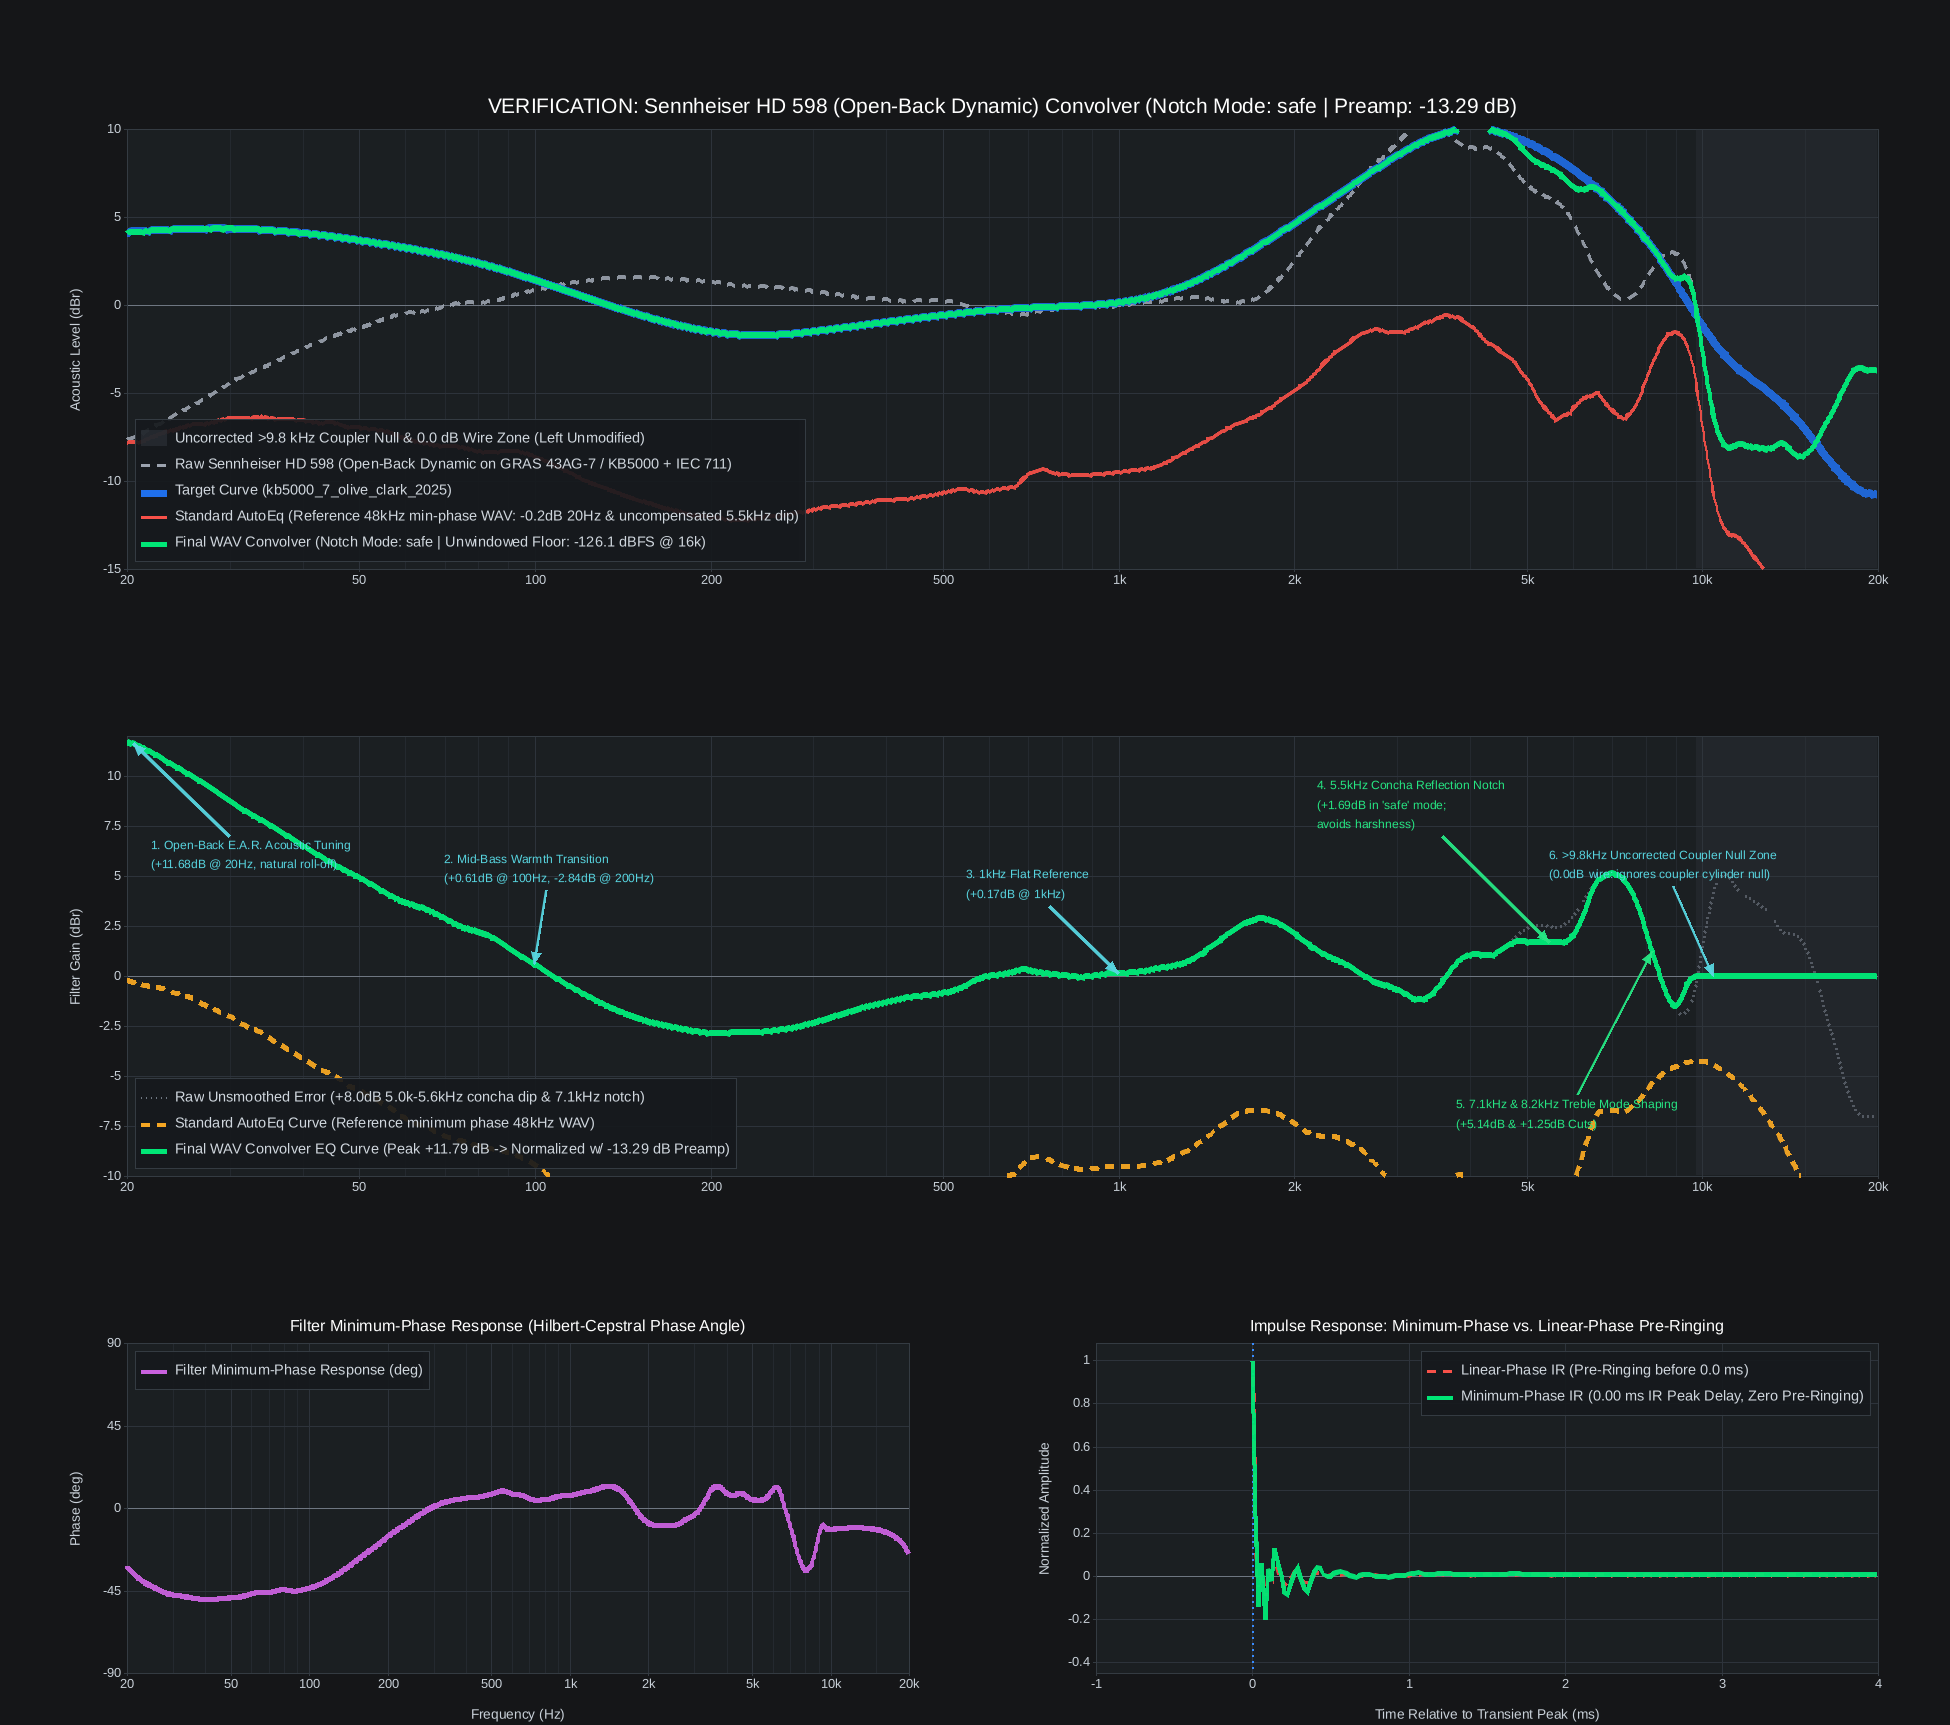 VERIFICATION: Sennheiser HD 598 (Open-Back Dynamic) Convolver (Notch Mode: safe | Preamp: -13.29 dB)
10
5
0
-5
-10
-15
Acoustic Level (dBr)
Uncorrected >9.8 kHz Coupler Null & 0.0 dB Wire Zone (Left Unmodified)
Raw Sennheiser HD 598 (Open-Back Dynamic on GRAS 43AG-7 / KB5000 + IEC 711)
Target Curve (kb5000_7_olive_clark_2025)
Standard AutoEq (Reference 48kHz min-phase WAV: -0.2dB 20Hz & uncompensated 5.5kHz dip)
Final WAV Convolver (Notch Mode: safe | Unwindowed Floor: -126.1 dBFS @ 16k)
20 50 100 200 500 1k 2k 5k 10k 20k
10
7.5
5
2.5
0
-2.5
-5
-7.5
-10
Filter Gain (dBr)
1. Open-Back E.A.R. Acoustic Tuning
(+11.68dB @ 20Hz, natural roll-off)
2. Mid-Bass Warmth Transition
(+0.61dB @ 100Hz, -2.84dB @ 200Hz)
3. 1kHz Flat Reference
(+0.17dB @ 1kHz)
4. 5.5kHz Concha Reflection Notch
(+1.69dB in 'safe' mode;
avoids harshness)
6. >9.8kHz Uncorrected Coupler Null Zone
(0.0dB wire, ignores coupler cylinder null)
5. 7.1kHz & 8.2kHz Treble Mode Shaping
(+5.14dB & +1.25dB Cuts)
Raw Unsmoothed Error (+8.0dB 5.0k-5.6kHz concha dip & 7.1kHz notch)
Standard AutoEq Curve (Reference minimum phase 48kHz WAV)
Final WAV Convolver EQ Curve (Peak +11.79 dB -> Normalized w/ -13.29 dB Preamp)
20 50 100 200 500 1k 2k 5k 10k 20k
Filter Minimum-Phase Response (Hilbert-Cepstral Phase Angle)
90
45
0
-45
-90
Phase (deg)
Filter Minimum-Phase Response (deg)
20 50 100 200 500 1k 2k 5k 10k 20k
Frequency (Hz)
Impulse Response: Minimum-Phase vs. Linear-Phase Pre-Ringing
1
0.8
0.6
0.4
0.2
0
-0.2
-0.4
Normalized Amplitude
Linear-Phase IR (Pre-Ringing before 0.0 ms)
Minimum-Phase IR (0.00 ms IR Peak Delay, Zero Pre-Ringing)
-1 0 1 2 3 4
Time Relative to Transient Peak (ms)